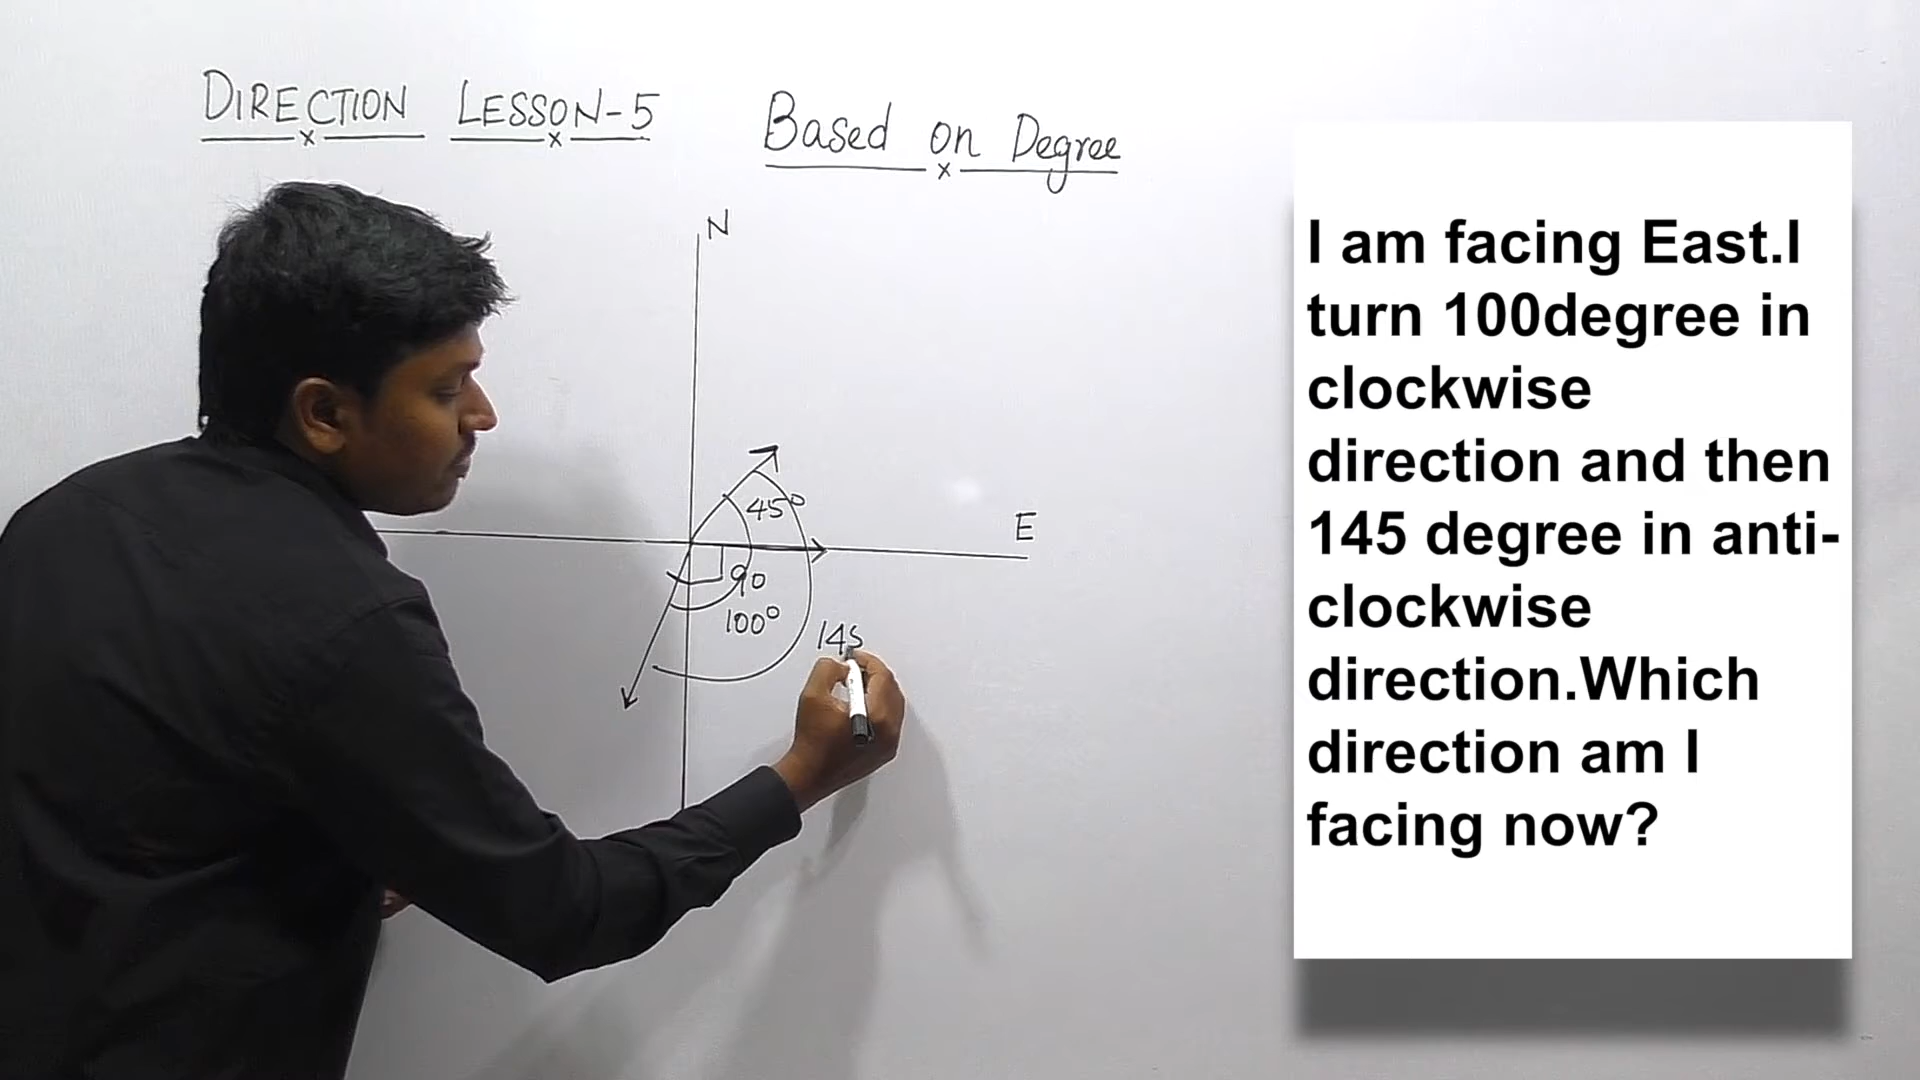 DIRECTION LESSON-5
Based on Degree
N
45°
E
90
100°
145
I am facing East.I
turn 100degree in
clockwise
direction and then
145 degree in anti-
clockwise
direction.Which
direction am I
facing now?